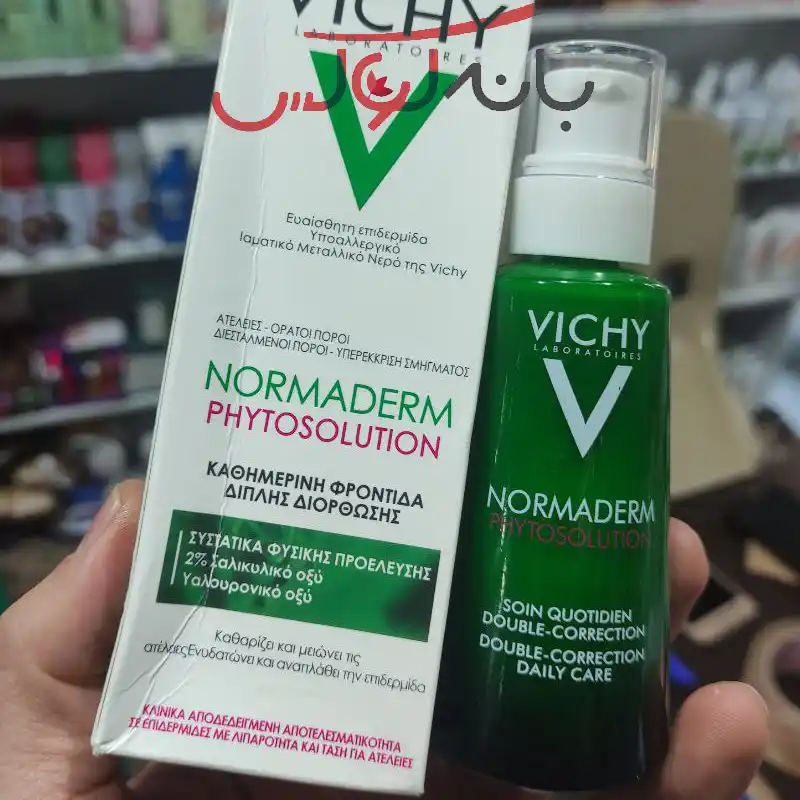 VICHY
LABORATOIRES
بانه لوکس
Ευαίσθητη επιδερμίδα
Υποαλλεργικό
Ιαματικό Μεταλλικό Νερό της Vichy
ΑΤΕΛΕΙΕΣ - ΟΡΑΤΟΙ ΠΟΡΟΙ
ΔΙΕΣΤΑΛΜΕΝΟΙ ΠΟΡΟΙ - ΥΠΕΡΕΚΚΡΙΣΗ ΣΜΗΓΜΑΤΟΣ
NORMADERM
PHYTOSOLUTION
ΚΑΘΗΜΕΡΙΝΗ ΦΡΟΝΤΙΔΑ
ΔΙΠΛΗΣ ΔΙΟΡΘΩΣΗΣ
ΣΥΣΤΑΤΙΚΑ ΦΥΣΙΚΗΣ ΠΡΟΕΛΕΥΣΗΣ
2% Σαλικυλικό οξύ
Υαλουρονικό οξύ
Καθαρίζει και μειώνει τις
ατέλειεςΕνυδατώνει και αναπλάθει την επιδερμίδα
ΚΛΙΝΙΚΑ ΑΠΟΔΕΔΕΙΓΜΕΝΗ ΑΠΟΤΕΛΕΣΜΑΤΙΚΟΤΗΤΑ
ΣΕ ΕΠΙΔΕΡΜΙΔΕΣ ΜΕ ΛΙΠΑΡΟΤΗΤΑ ΚΑΙ ΤΑΣΗ ΓΙΑ ΑΤΕΛΕΙΕΣ
VICHY
LABORATOIRES
NORMADERM
PHYTOSOLUTION
SOIN QUOTIDIEN
DOUBLE-CORRECTION
DOUBLE-CORRECTION
DAILY CARE